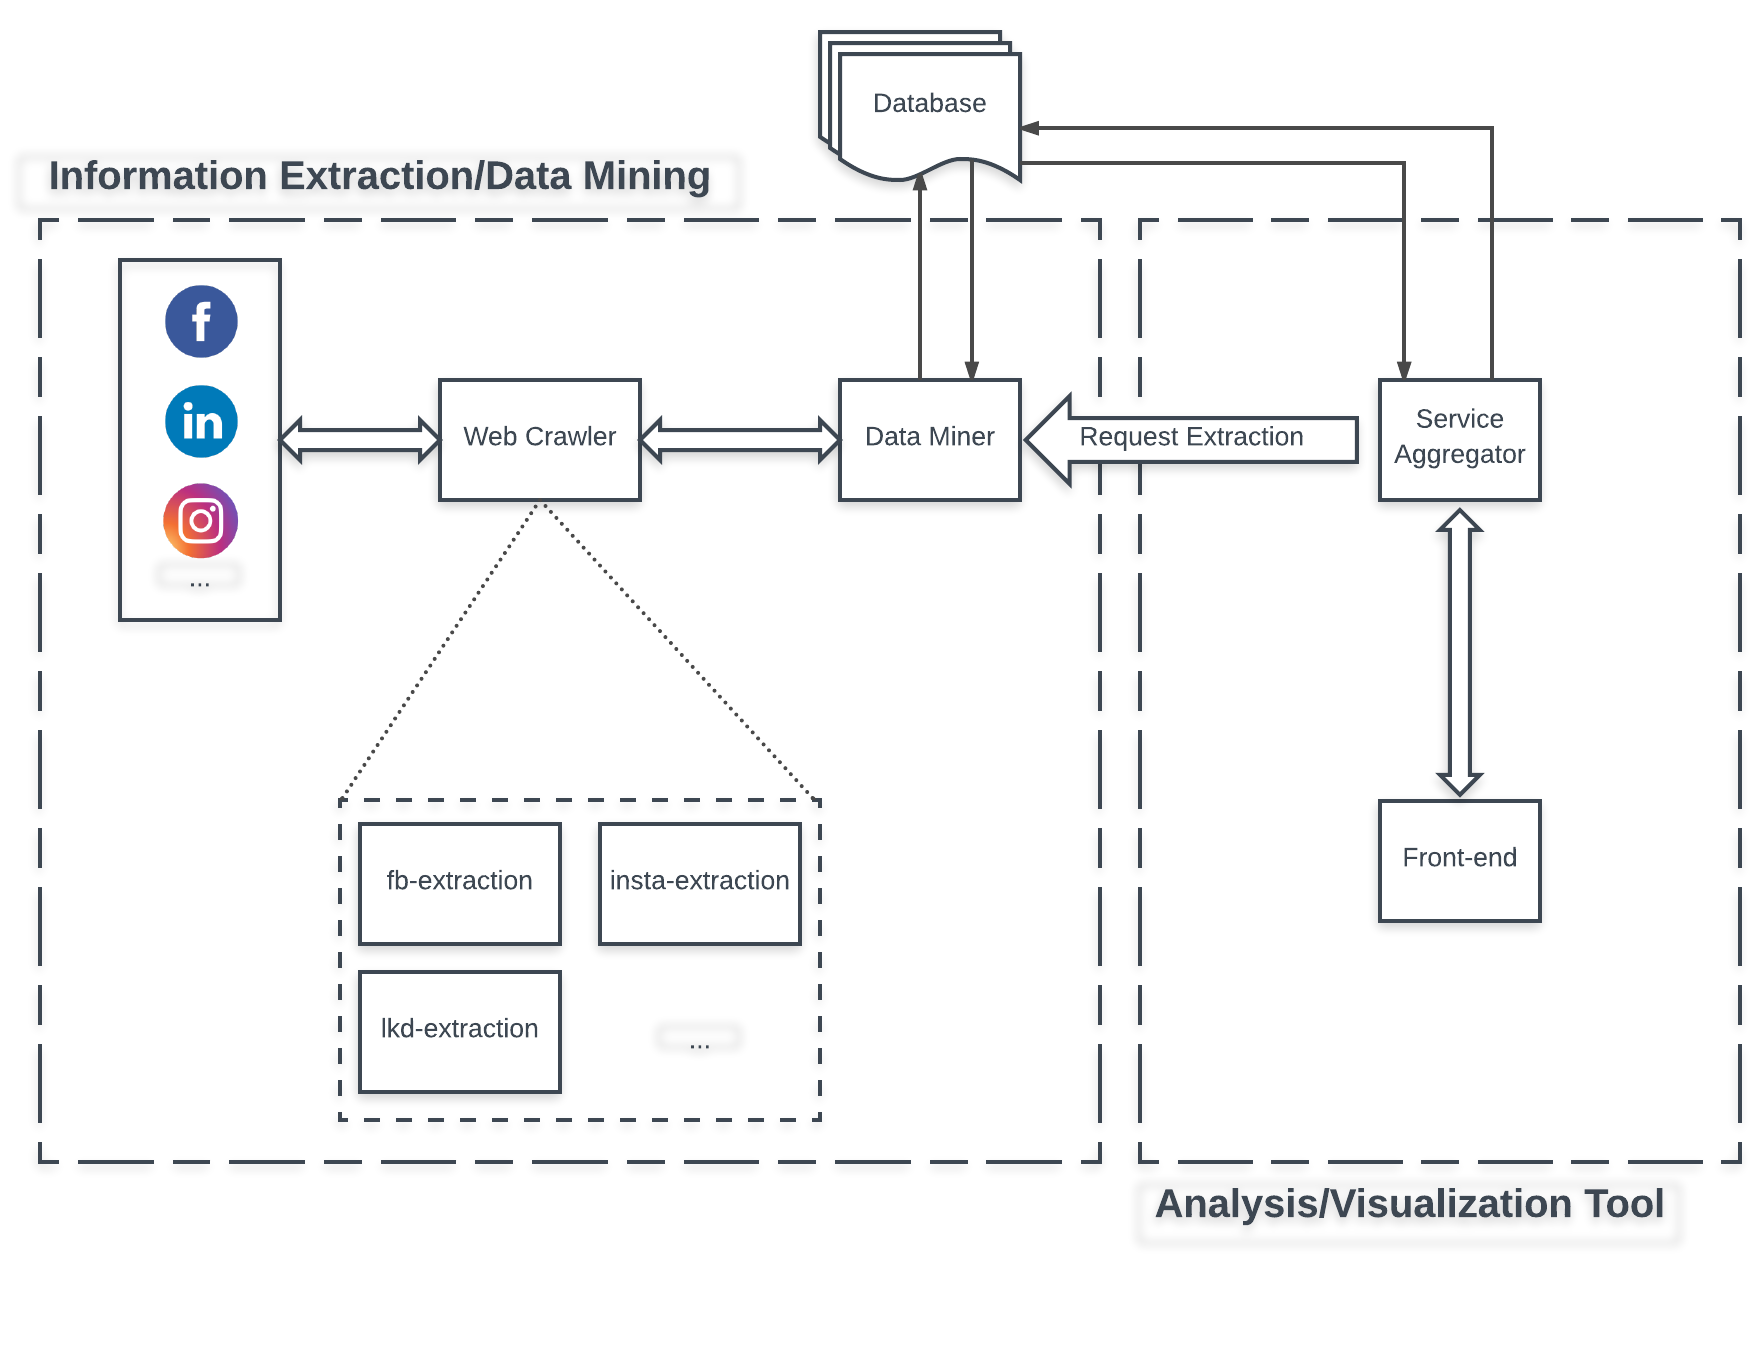 Database
Information Extraction/Data Mining
f
in
...
Web Crawler
Data Miner
Request Extraction
Service
Aggregator
fb-extraction
insta-extraction
lkd-extraction
...
Front-end
Analysis/Visualization Tool